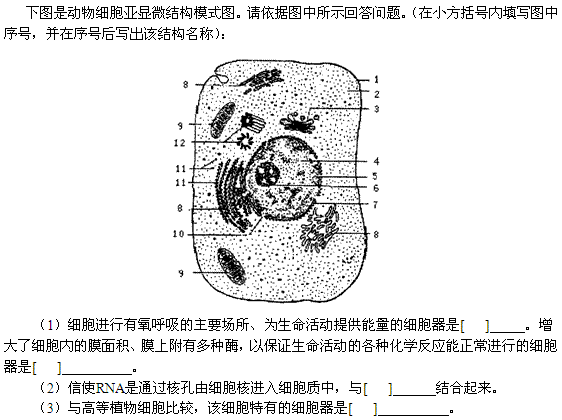 下图是动物细胞亚显微结构模式图。请依据图中所示回答问题。（在小方括号内填写图中
序号，并在序号后写出该结构名称）：
8
1
2
3
9
12
4
11
5
11
6
8
7
10
8
9
（1）细胞进行有氧呼吸的主要场所、为生命活动提供能量的细胞器是[ ]_____。增
大了细胞内的膜面积、膜上附有多种酶，以保证生命活动的各种化学反应能正常进行的细胞
器是[ ]__________。
（2）信使RNA是通过核孔由细胞核进入细胞质中，与[ ]______结合起来。
（3）与高等植物细胞比较，该细胞特有的细胞器是[ ]__________。